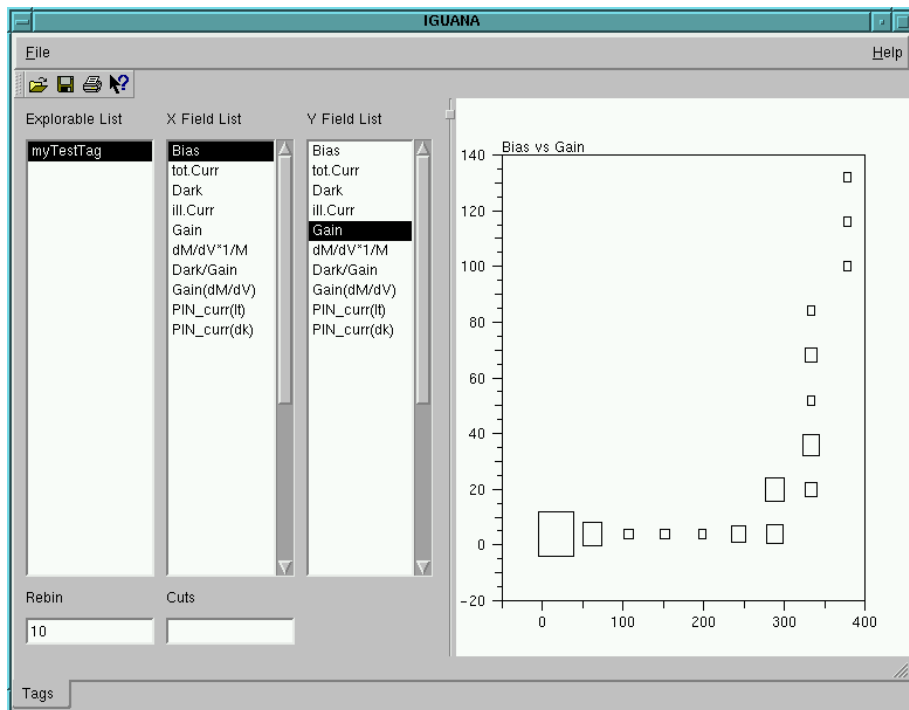 IGUANA
File Help
Explorable List X Field List Y Field List
myTestTag
Bias
tot.Curr
Dark
ill.Curr
Gain
dM/dV*1/M
Dark/Gain
Gain(dM/dV)
PIN_curr(lt)
PIN_curr(dk)
Bias
tot.Curr
Dark
ill.Curr
Gain
dM/dV*1/M
Dark/Gain
Gain(dM/dV)
PIN_curr(lt)
PIN_curr(dk)
Rebin Cuts
10
Bias vs Gain
140
120
100
80
60
40
20
0
-20
0 100 200 300 400
Tags